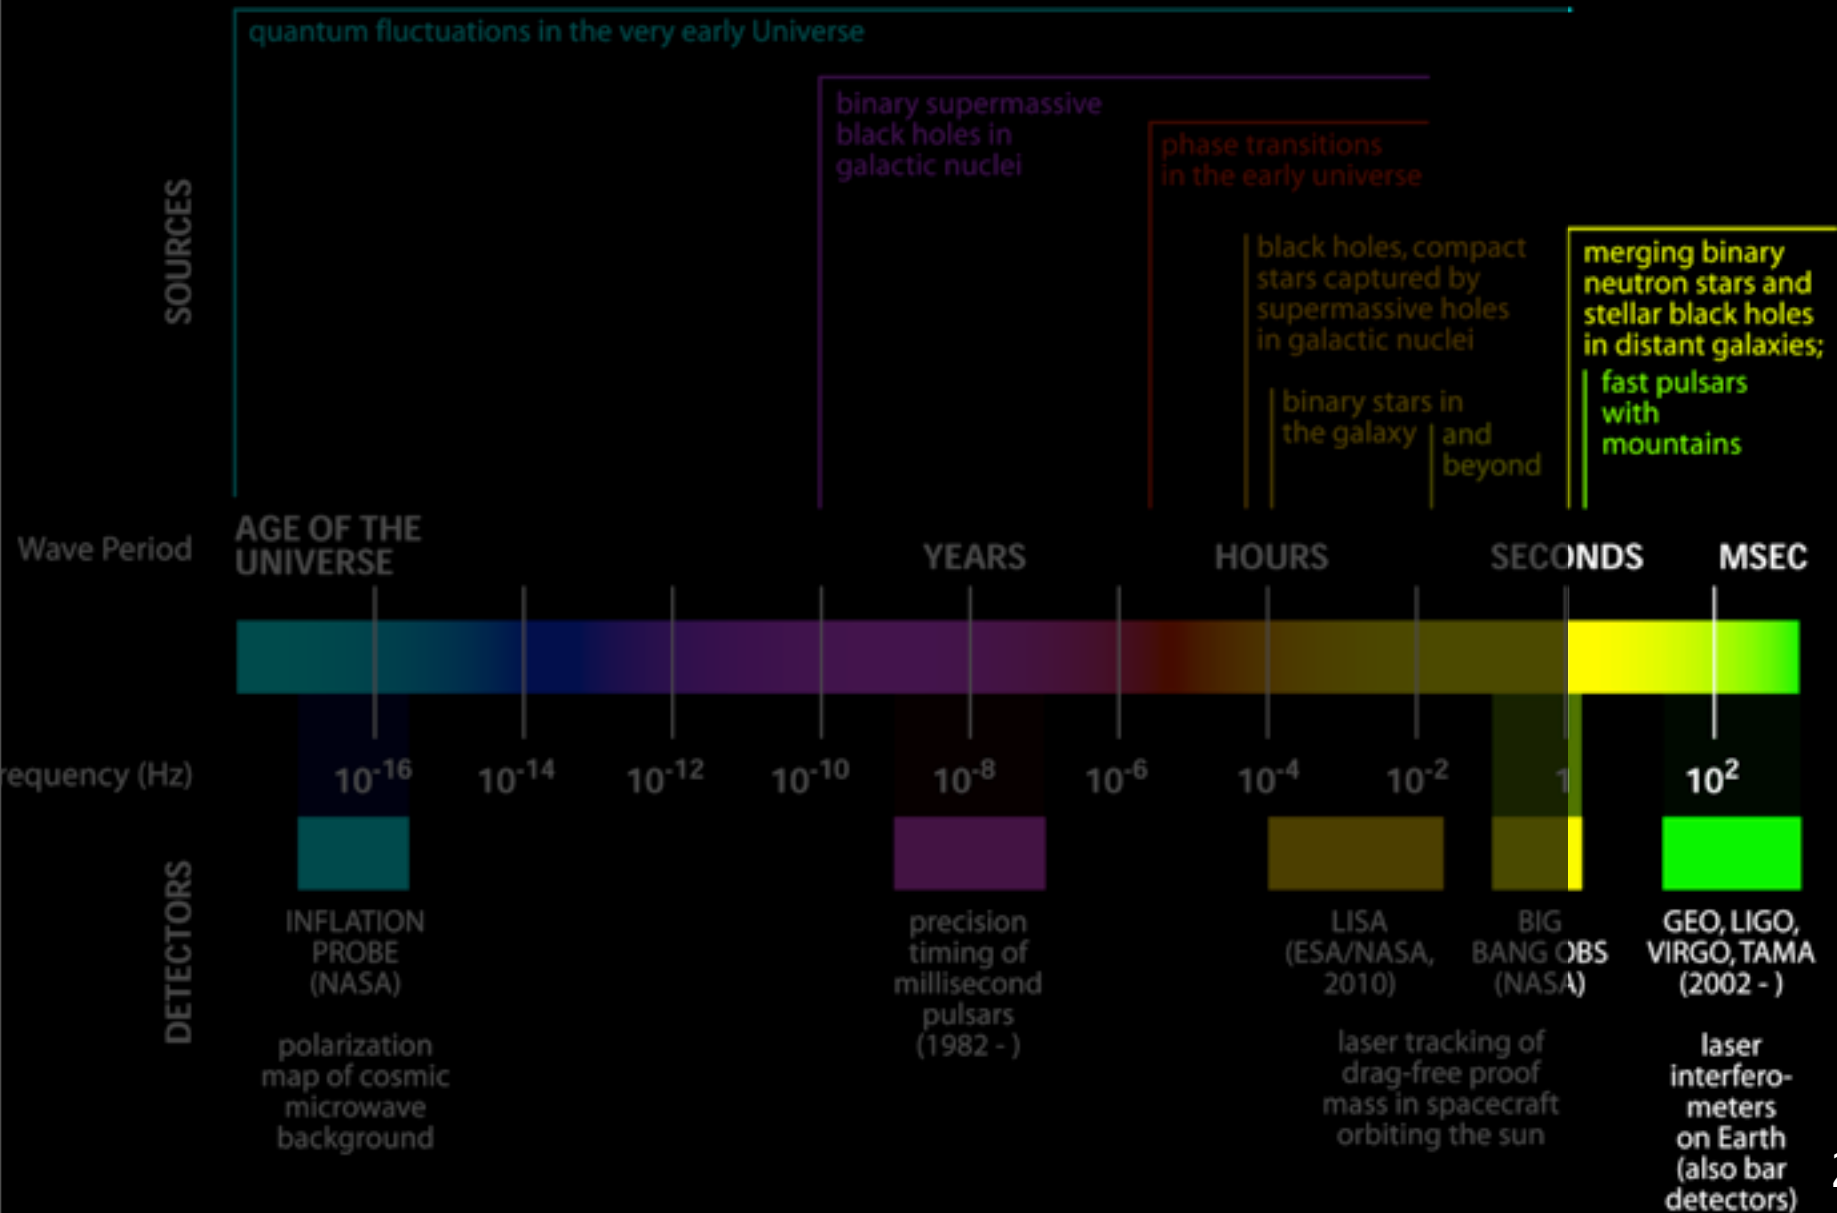 quantum fluctuations in the very early Universe
binary supermassive
black holes in
galactic nuclei
phase transitions
in the early universe
SOURCES
black holes, compact
stars captured by
supermassive holes
in galactic nuclei
merging binary
neutron stars and
stellar black holes
in distant galaxies;
fast pulsars
with
mountains
binary stars in
the galaxy
and
beyond
Wave Period
AGE OF THE
UNIVERSE
YEARS
HOURS
SECONDS
MSEC
requency (Hz)
10⁻¹⁶
10⁻¹⁴
10⁻¹²
10⁻¹⁰
10⁻⁸
10⁻⁶
10⁻⁴
10⁻²
1
10²
DETECTORS
INFLATION
PROBE
(NASA)
polarization
map of cosmic
microwave
background
precision
timing of
millisecond
pulsars
(1982 - )
LISA
(ESA/NASA,
2010)
BIG
BANG OBS
(NASA)
laser tracking of
drag-free proof
mass in spacecraft
orbiting the sun
GEO, LIGO,
VIRGO, TAMA
(2002 - )
laser
interfero-
meters
on Earth
(also bar
detectors)